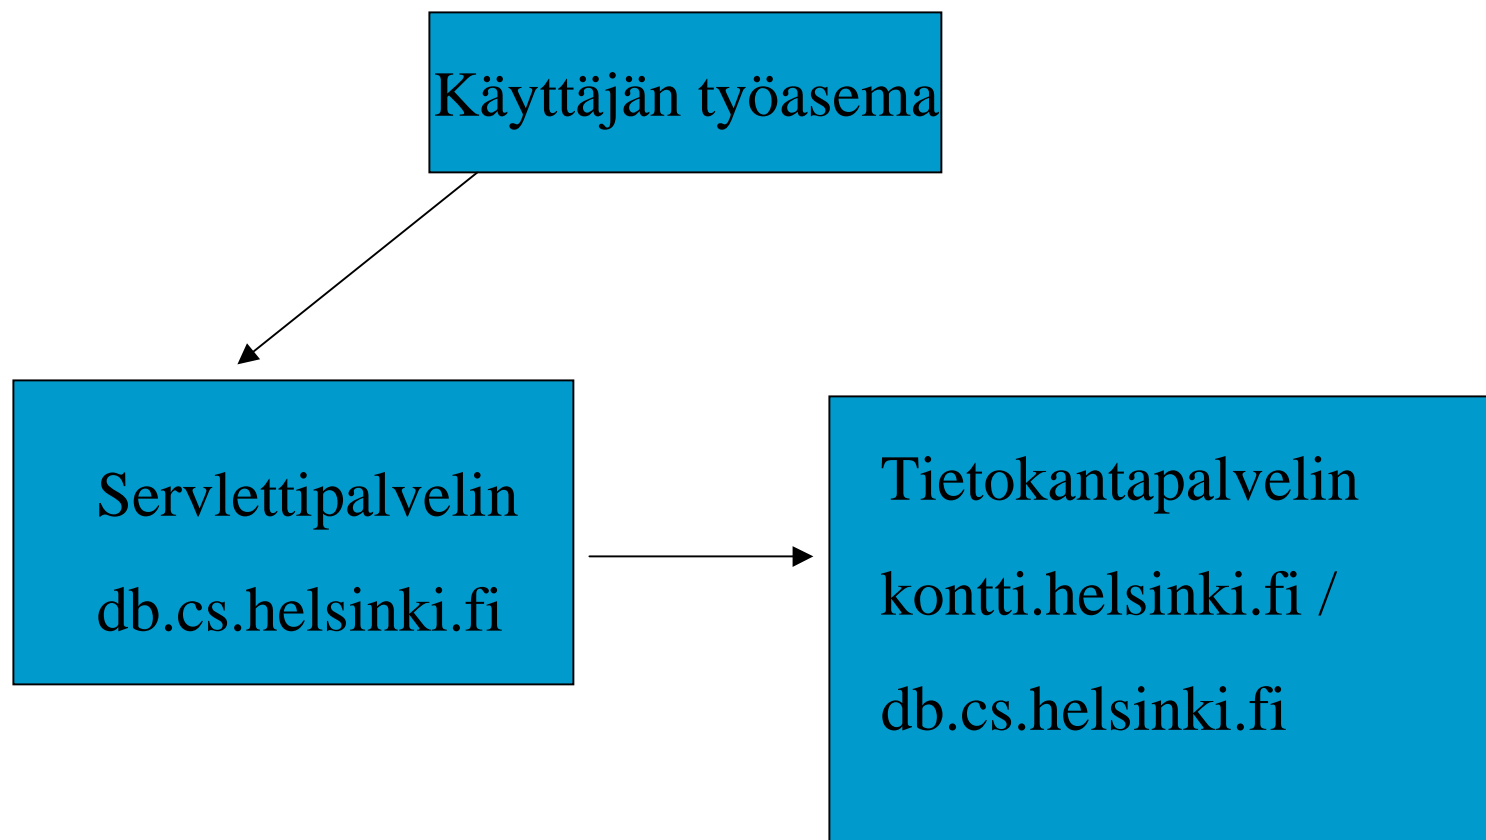 Käyttäjän työasema
Servlettipalvelin
db.cs.helsinki.fi
Tietokantapalvelin
kontti.helsinki.fi /
db.cs.helsinki.fi